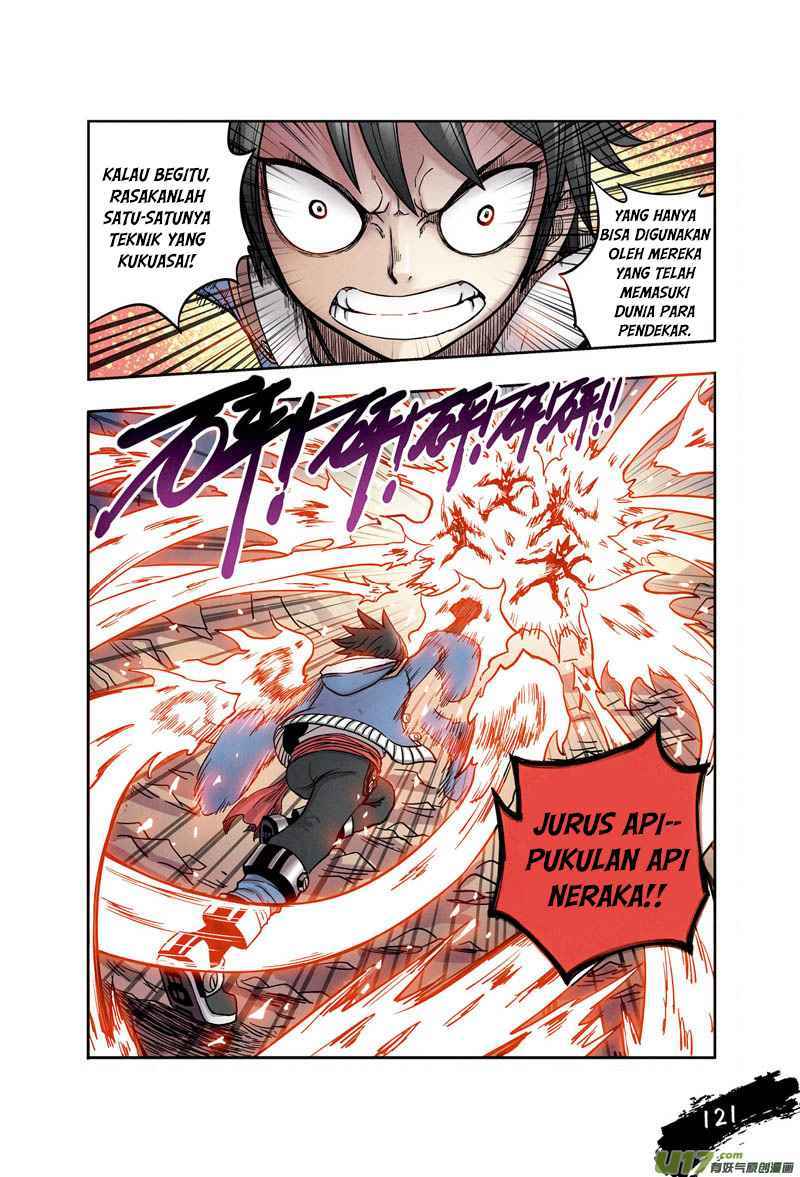 KALAU BEGITU,
RASAKANLAH
SATU-SATUNYA
TEKNIK YANG
KUKUASAI!
YANG HANYA
BISA DIGUNAKAN
OLEH MEREKA
YANG TELAH
MEMASUKI
DUNIA PARA
PENDEKAR.
砰!砰!砰!砰!砰!!
JURUS API--
PUKULAN API
NERAKA!!
121
U17 有妖气原创漫画